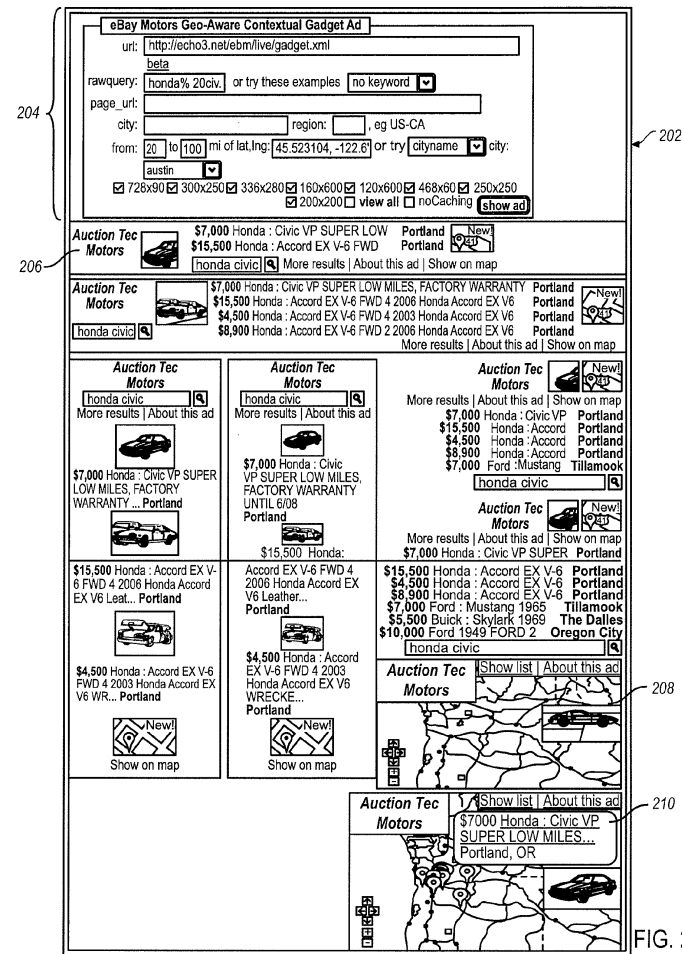 eBay Motors Geo-Aware Contextual Gadget Ad
url: http://echo3.net/ebm/live/gadget.xml
beta
rawquery: honda% 20civ. or try these examples no keyword
page_url:
city: region: , eg US-CA
from: 20 to 100 mi of lat,lng: 45.523104, -122.6 or try cityname city:
austin
728x90 300x250 336x280 160x600 120x600 468x60 250x250
200x200 view all noCaching show ad
204
202
206
Auction Tec
Motors
$7,000 Honda : Civic VP SUPER LOW Portland
$15,500 Honda : Accord EX V-6 FWD Portland
New!
41
honda civic More results | About this ad | Show on map
Auction Tec
Motors
honda civic
$7,000 Honda : Civic VP SUPER LOW MILES, FACTORY WARRANTY Portland
$15,500 Honda : Accord EX V-6 FWD 4 2006 Honda Accord EX V6 Portland
$4,500 Honda : Accord EX V-6 FWD 4 2003 Honda Accord EX V6 Portland
$8,900 Honda : Accord EX V-6 FWD 2 2006 Honda Accord EX V6 Portland
New!
41
More results | About this ad | Show on map
Auction Tec
Motors
honda civic
More results | About this ad
$7,000 Honda : Civic VP SUPER
LOW MILES, FACTORY
WARRANTY ... Portland
$15,500 Honda : Accord EX V-
6 FWD 4 2006 Honda Accord
EX V6 Leat... Portland
$4,500 Honda : Accord EX V-6
FWD 4 2003 Honda Accord EX
V6 WR... Portland
New!
Show on map
Auction Tec
Motors
honda civic
More results | About this ad
$7,000 Honda : Civic
VP SUPER LOW MILES,
FACTORY WARRANTY
UNTIL 6/08
Portland
$15,500 Honda:
Accord EX V-6 FWD 4
2006 Honda Accord EX
V6 Leather...
Portland
$4,500 Honda : Accord
EX V-6 FWD 4 2003
Honda Accord EX V6
WRECKE...
Portland
New!
Show on map
Auction Tec
Motors
New!
41
More results | About this ad | Show on map
$7,000 Honda : Civic VP Portland
$15,500 Honda : Accord Portland
$4,500 Honda : Accord Portland
$8,900 Honda : Accord Portland
$7,000 Ford : Mustang Tillamook
honda civic
Auction Tec
Motors
New!
41
More results | About this ad | Show on map
$7,000 Honda : Civic VP SUPER Portland
$15,500 Honda : Accord EX V-6 Portland
$4,500 Honda : Accord EX V-6 Portland
$8,900 Honda : Accord EX V-6 Portland
$7,000 Ford : Mustang 1965 Tillamook
$5,500 Buick : Skylark 1969 The Dalles
$10,000 Ford 1949 FORD 2 Oregon City
honda civic
Auction Tec
Motors
Show list | About this ad
208
Auction Tec
Motors
Show list | About this ad
210
$7000 Honda : Civic VP
SUPER LOW MILES...
Portland, OR
FIG.